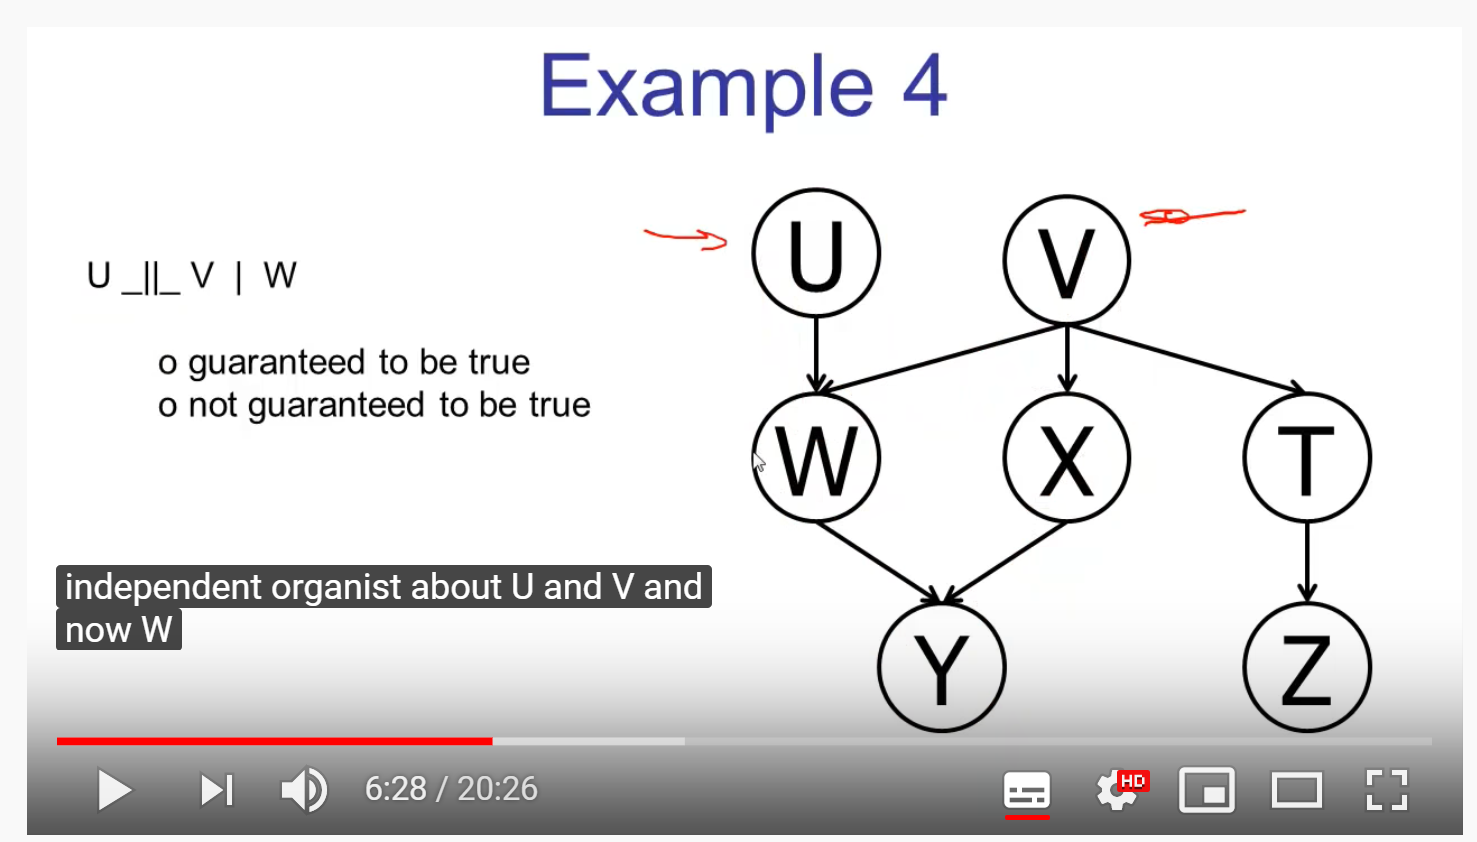 Example 4
U _||_ V | W
o guaranteed to be true
o not guaranteed to be true
U
V
W
X
T
Y
Z
independent organist about U and V and
now W
6:28 / 20:26
HD